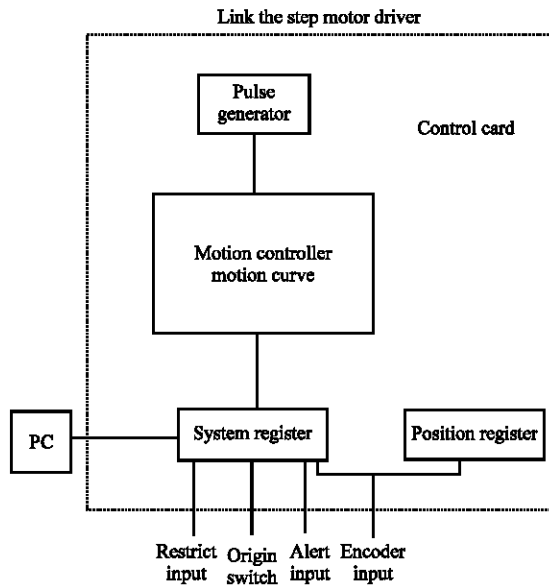 Link the step motor driver
Pulse
generator
Control card
Motion controller
motion curve
PC
System register
Position register
Restrict
input
Origin
switch
Alert
input
Encoder
input